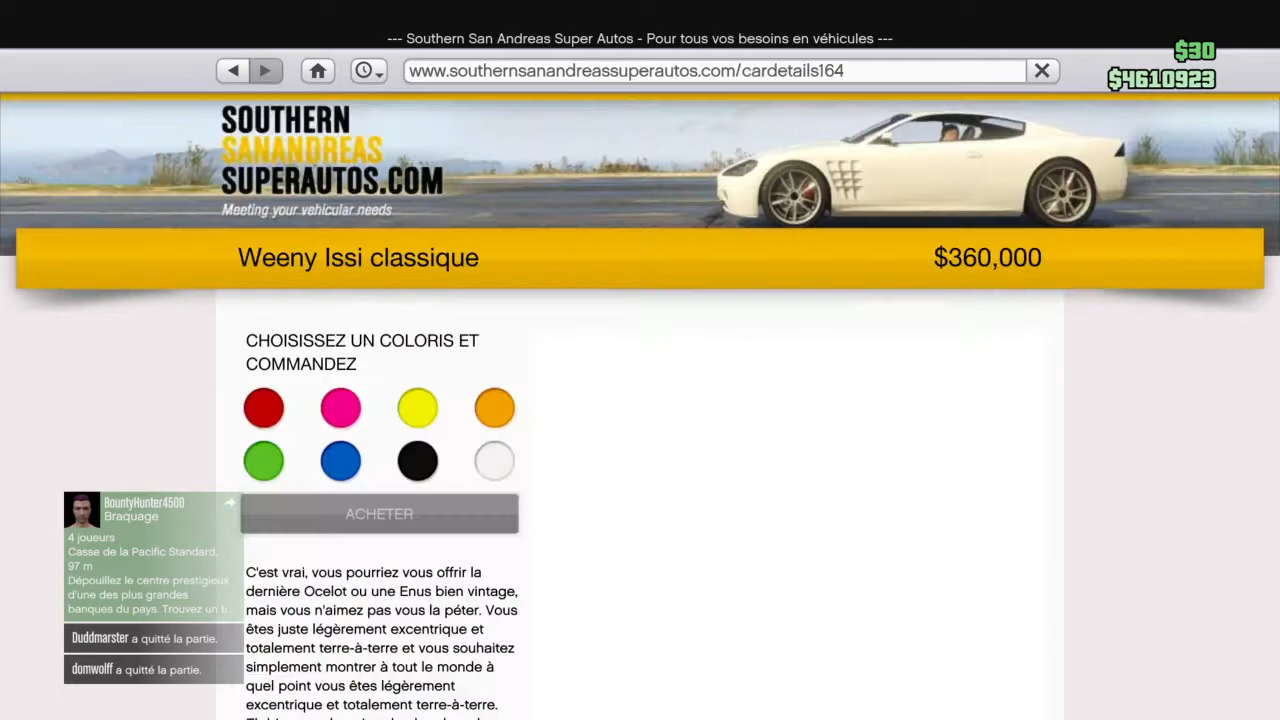 --- Southern San Andreas Super Autos - Pour tous vos besoins en véhicules ---
$30
www.southernsanandreassuperautos.com/cardetails164
$4610923
SOUTHERN
SANANDREAS
SUPERAUTOS.COM
Meeting your vehicular needs
Weeny Issi classique
$360,000
CHOISISSEZ UN COLORIS ET
COMMANDEZ
ACHETER
BountyHunter4500
Braquage
4 joueurs
Casse de la Pacific Standard,
97 m
Dépouillez le centre prestigieux
d'une des plus grandes
banques du pays. Trouvez un t...
Duddmarster a quitté la partie.
domwolff a quitté la partie.
C'est vrai, vous pourriez vous offrir la
dernière Ocelot ou une Enus bien vintage,
mais vous n'aimez pas vous la péter. Vous
êtes juste légèrement excentrique et
totalement terre-à-terre et vous souhaitez
simplement montrer à tout le monde à
quel point vous êtes légèrement
excentrique et totalement terre-à-terre.